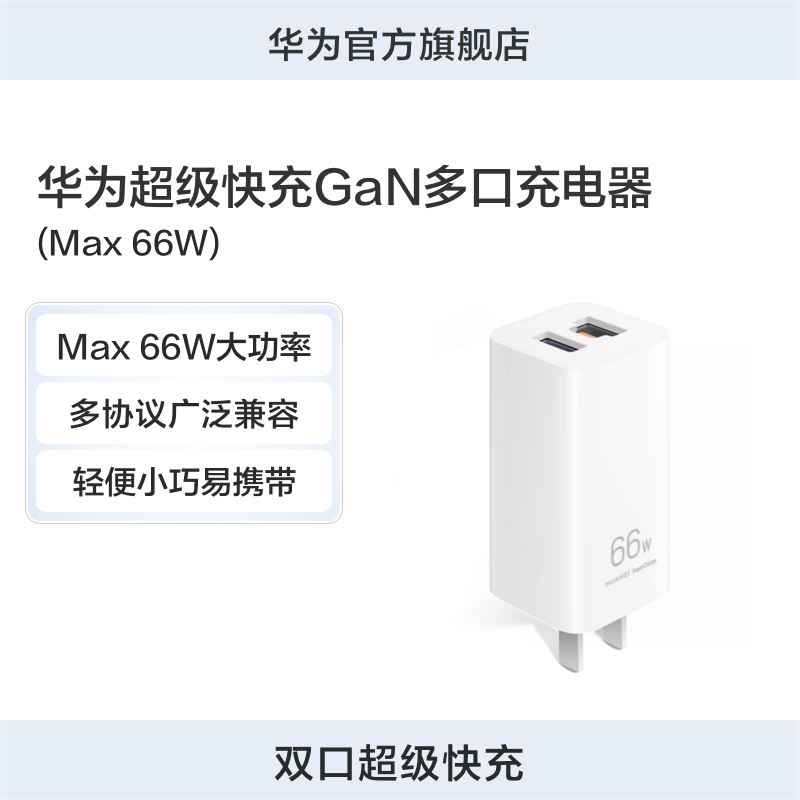 华为官方旗舰店
华为超级快充GaN多口充电器
(Max 66W)
Max 66W大功率
多协议广泛兼容
轻便小巧易携带
66W
HUAWEI SuperCharge
双口超级快充